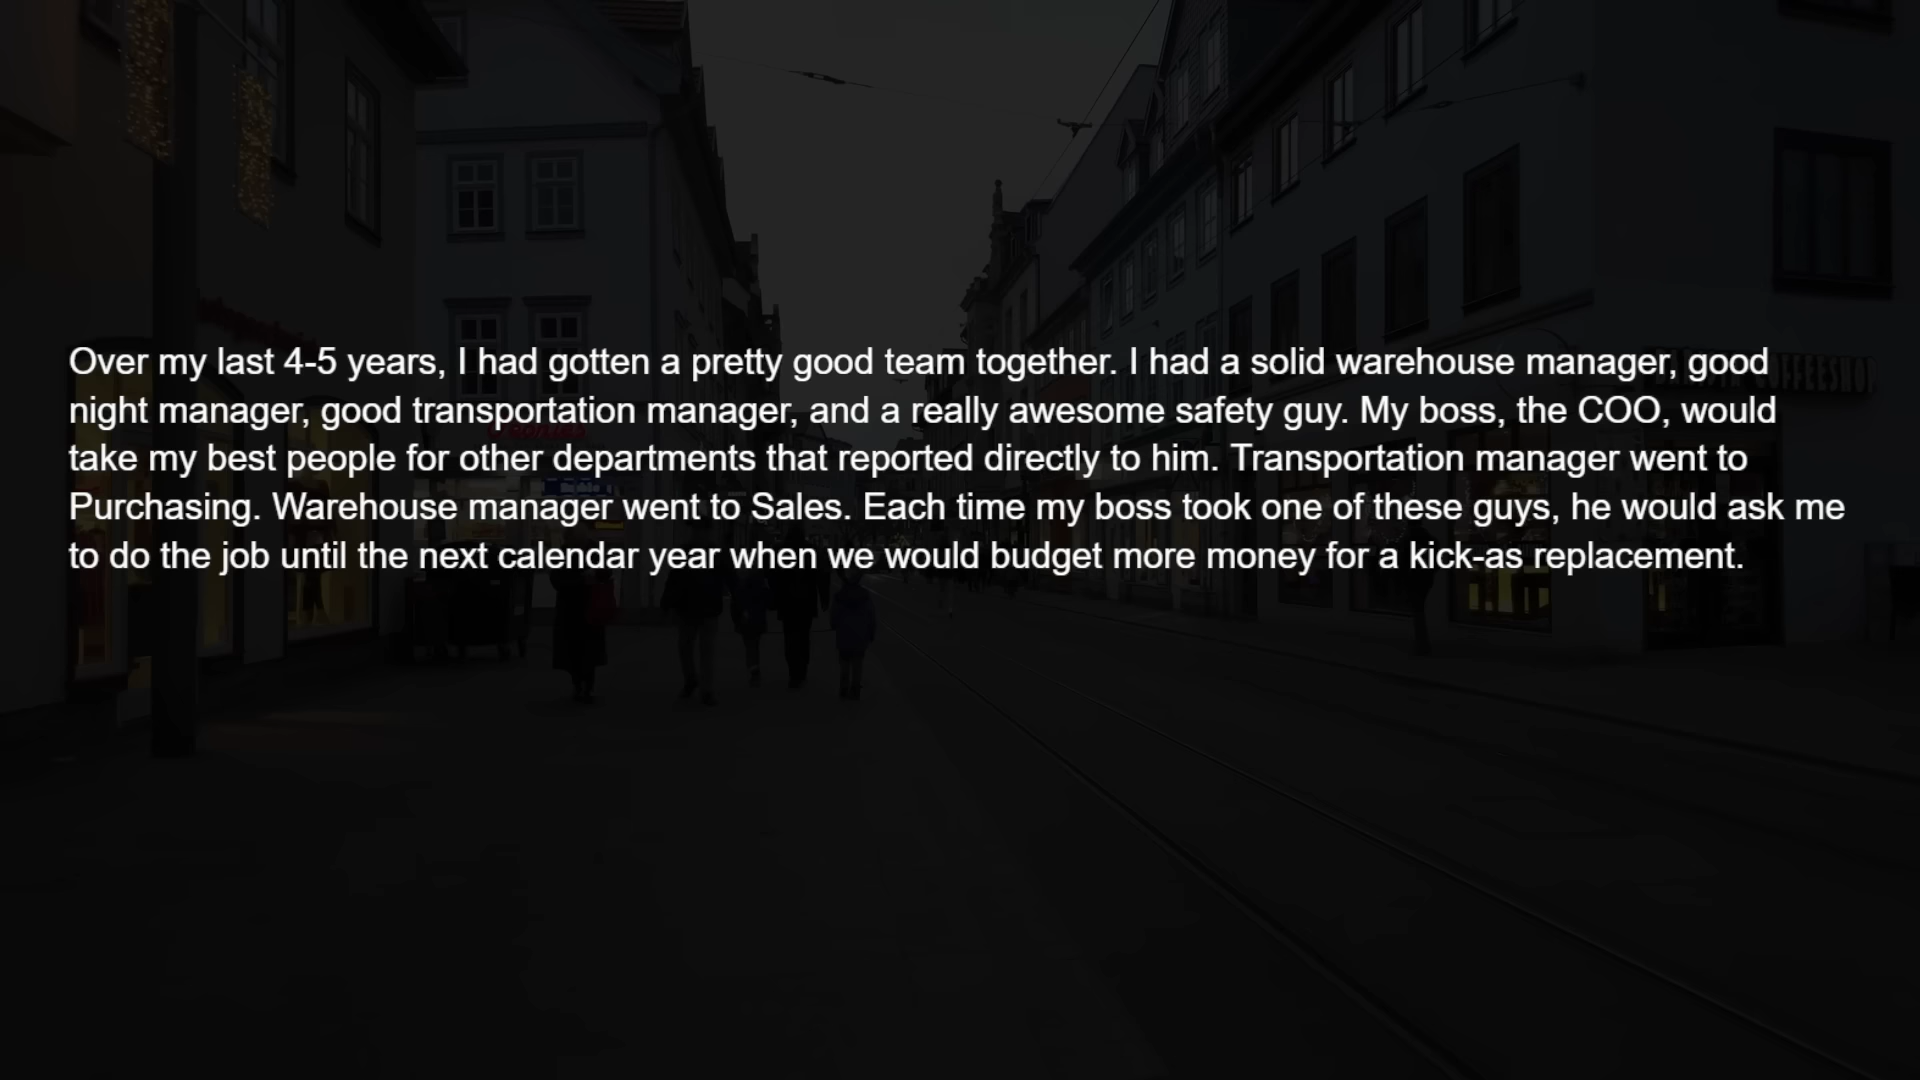 Over my last 4-5 years, I had gotten a pretty good team together. I had a solid warehouse manager, good
night manager, good transportation manager, and a really awesome safety guy. My boss, the COO, would
take my best people for other departments that reported directly to him. Transportation manager went to
Purchasing. Warehouse manager went to Sales. Each time my boss took one of these guys, he would ask me
to do the job until the next calendar year when we would budget more money for a kick-as replacement.